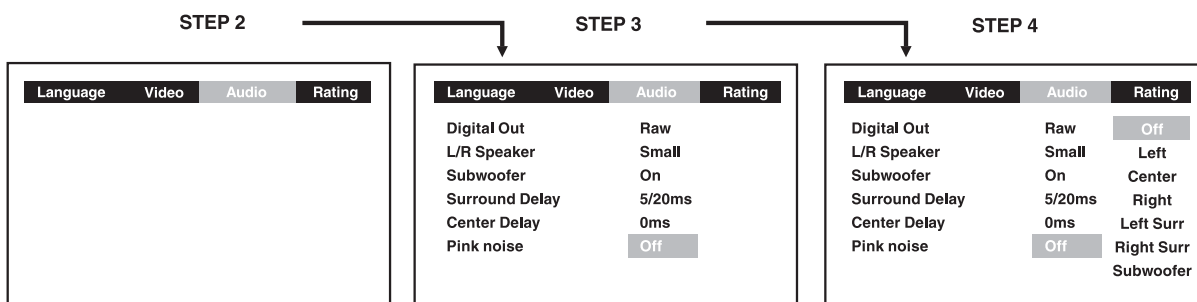 STEP 2
STEP 3
STEP 4
Language Video Audio Rating
Language Video Audio Rating
Digital Out Raw
L/R Speaker Small
Subwoofer On
Surround Delay 5/20ms
Center Delay 0ms
Pink noise Off
Language Video Audio Rating
Digital Out Raw Off
L/R Speaker Small Left
Subwoofer On Center
Surround Delay 5/20ms Right
Center Delay 0ms Left Surr
Pink noise Off Right Surr
Subwoofer